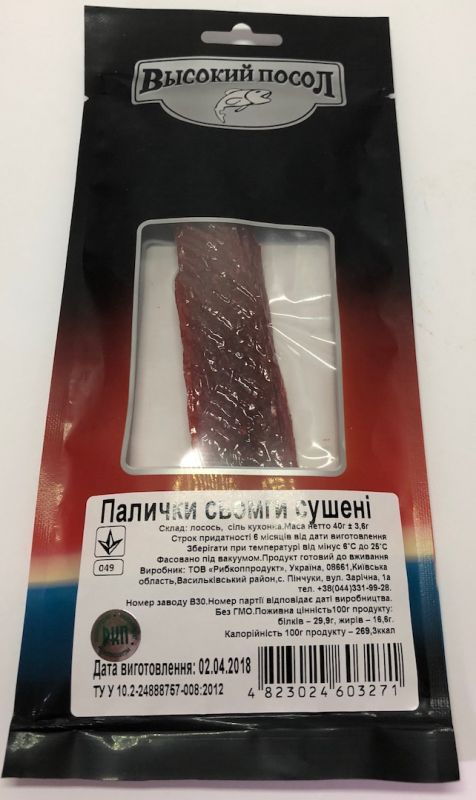 Высокий посол
Палички сьомги сушені
Склад: лосось, сіль кухонна.Маса нетто 40г ± 3,6г
Строк придатності 6 місяців від дати виготовлення
Зберігати при температурі від мінус 6°С до 25°С
Фасовано під вакуумом.Продукт готовий до вживання
049
Виробник: ТОВ «Рибкоппродукт», Україна, 08661,Київська
область,Васильківський район,с. Пінчуки, вул. Зарічна, 1а
тел. +38(044)331-99-28.
Номер заводу В30.Номер партії відповідає даті виробництва.
Без ГМО.Поживна цінність100г продукту:
білків – 29,9г, жирів – 16,6г.
Калорійність 100г продукту – 269,3ккал
РКП
Дата виготовлення: 02.04.2018
ТУ У 10.2-24888767-008:2012
4 823024 603271